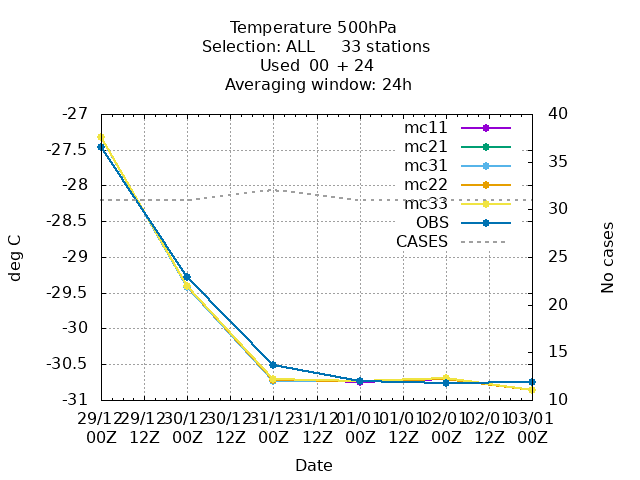 Temperature 500hPa
Selection: ALL 33 stations
Used 00 + 24
Averaging window: 24h
-27
-27.5
-28
-28.5
-29
-29.5
-30
-30.5
-31
deg C
40
35
30
25
20
15
10
No cases
mc11
mc21
mc31
mc22
mc33
OBS
CASES
29/12 29/12 30/12 30/12 31/12 31/12 01/01 01/01 02/01 02/01 03/01
00Z 12Z 00Z 12Z 00Z 12Z 00Z 12Z 00Z 12Z 00Z
Date